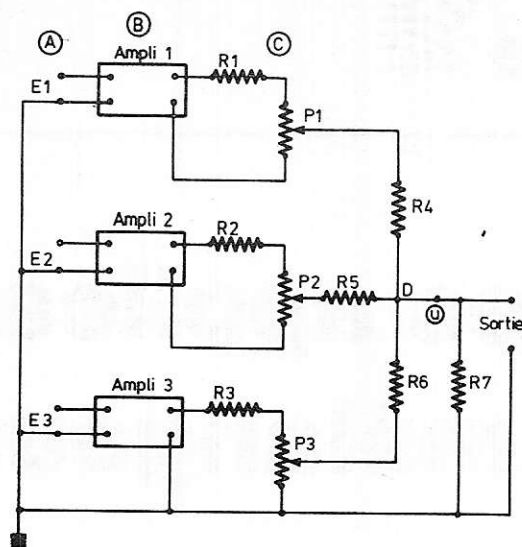 A
B
C
Ampli 1
R1
E1
P1
R4
Ampli 2
R2
E2
P2
R5
D
U
Sortie
R6
R7
Ampli 3
R3
E3
P3